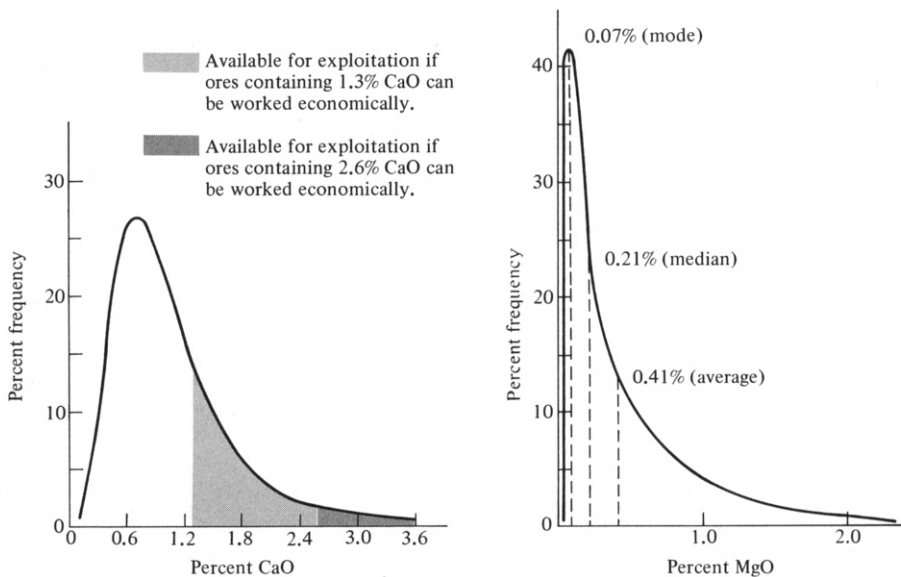 Available for exploitation if
ores containing 1.3% CaO can
be worked economically.
Available for exploitation if
ores containing 2.6% CaO can
be worked economically.
30
20
10
0
Percent frequency
0 0.6 1.2 1.8 2.4 3.0 3.6
Percent CaO
0.07% (mode)
0.21% (median)
0.41% (average)
40
30
20
10
0
Percent frequency
1.0 2.0
Percent MgO